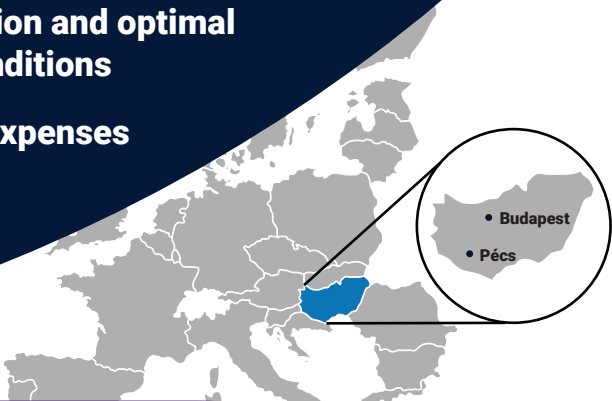 ion and optimal
nditions
xpenses
Budapest
Pécs